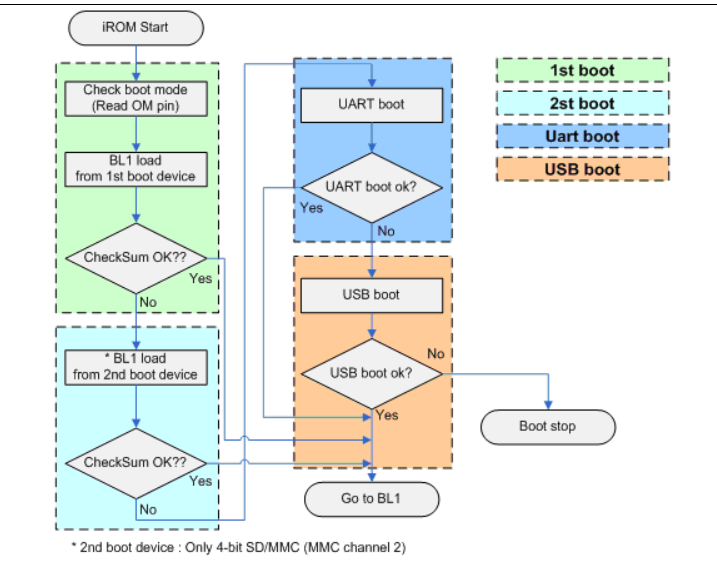 iROM Start
Check boot mode
(Read OM pin)
BL1 load
from 1st boot device
CheckSum OK??
Yes
No
* BL1 load
from 2nd boot device
CheckSum OK??
Yes
No
UART boot
UART boot ok?
Yes
No
USB boot
USB boot ok?
No
Yes
Boot stop
Go to BL1
1st boot
2st boot
Uart boot
USB boot
* 2nd boot device : Only 4-bit SD/MMC (MMC channel 2)